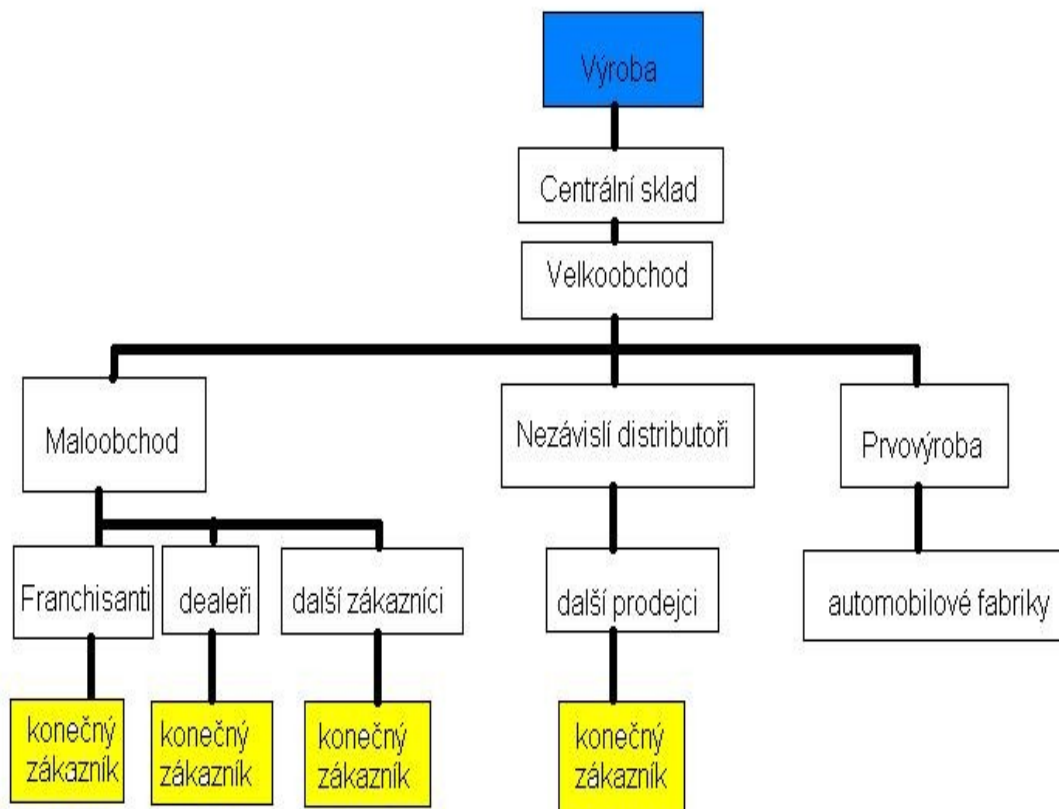 Výroba
Centrální sklad
Velkoobchod
Maloobchod
Nezávislí distributoři
Prvovýroba
Franchisanti
dealeři
další zákazníci
další prodejci
automobilové fabriky
konečný
zákazník
konečný
zákazník
konečný
zákazník
konečný
zákazník